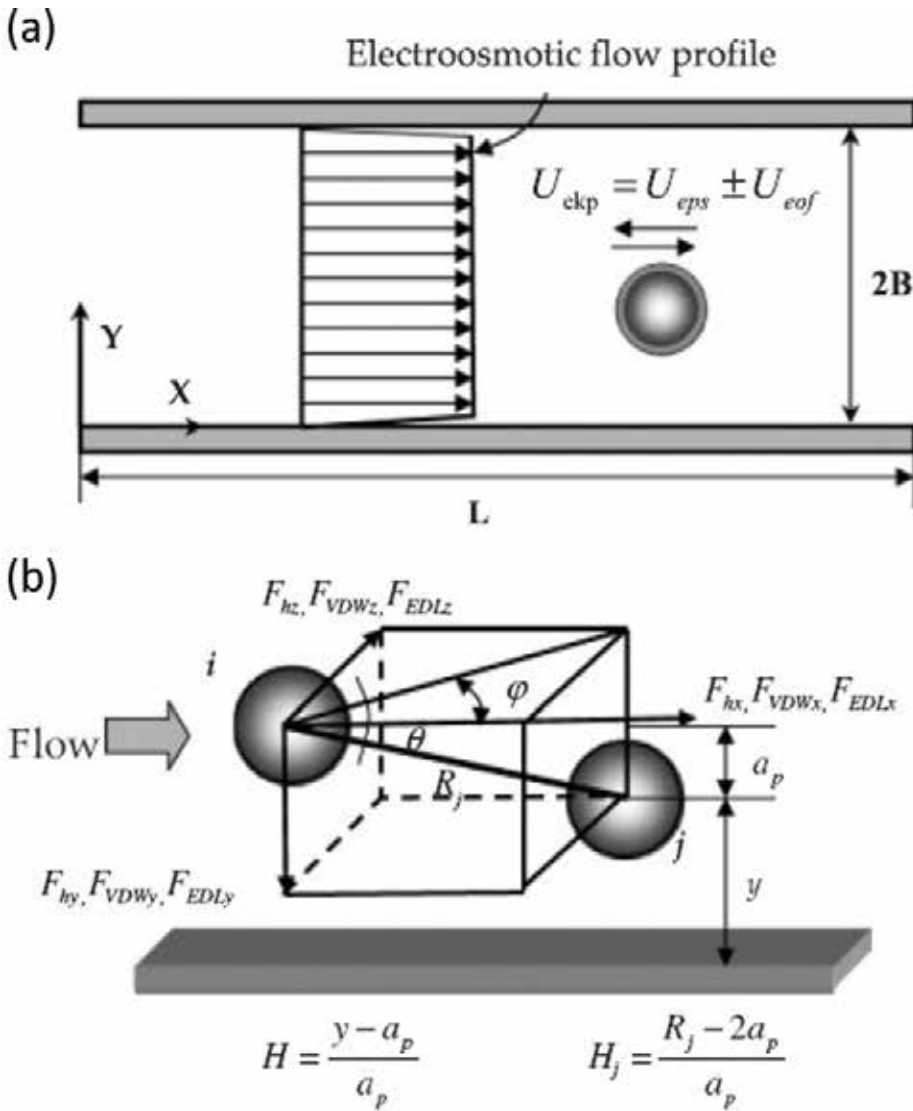 (a)
Electroosmotic flow profile
U_ekp = U_eps ± U_eof
2B
Y
X
L
(b)
F_hz, F_VDWz, F_EDLz
i
φ
F_hx, F_VDWx, F_EDLx
Flow
θ
a_p
R_j
j
F_hy, F_VDWy, F_EDLy
y
H = (y − a_p) / a_p
H_j = (R_j − 2a_p) / a_p